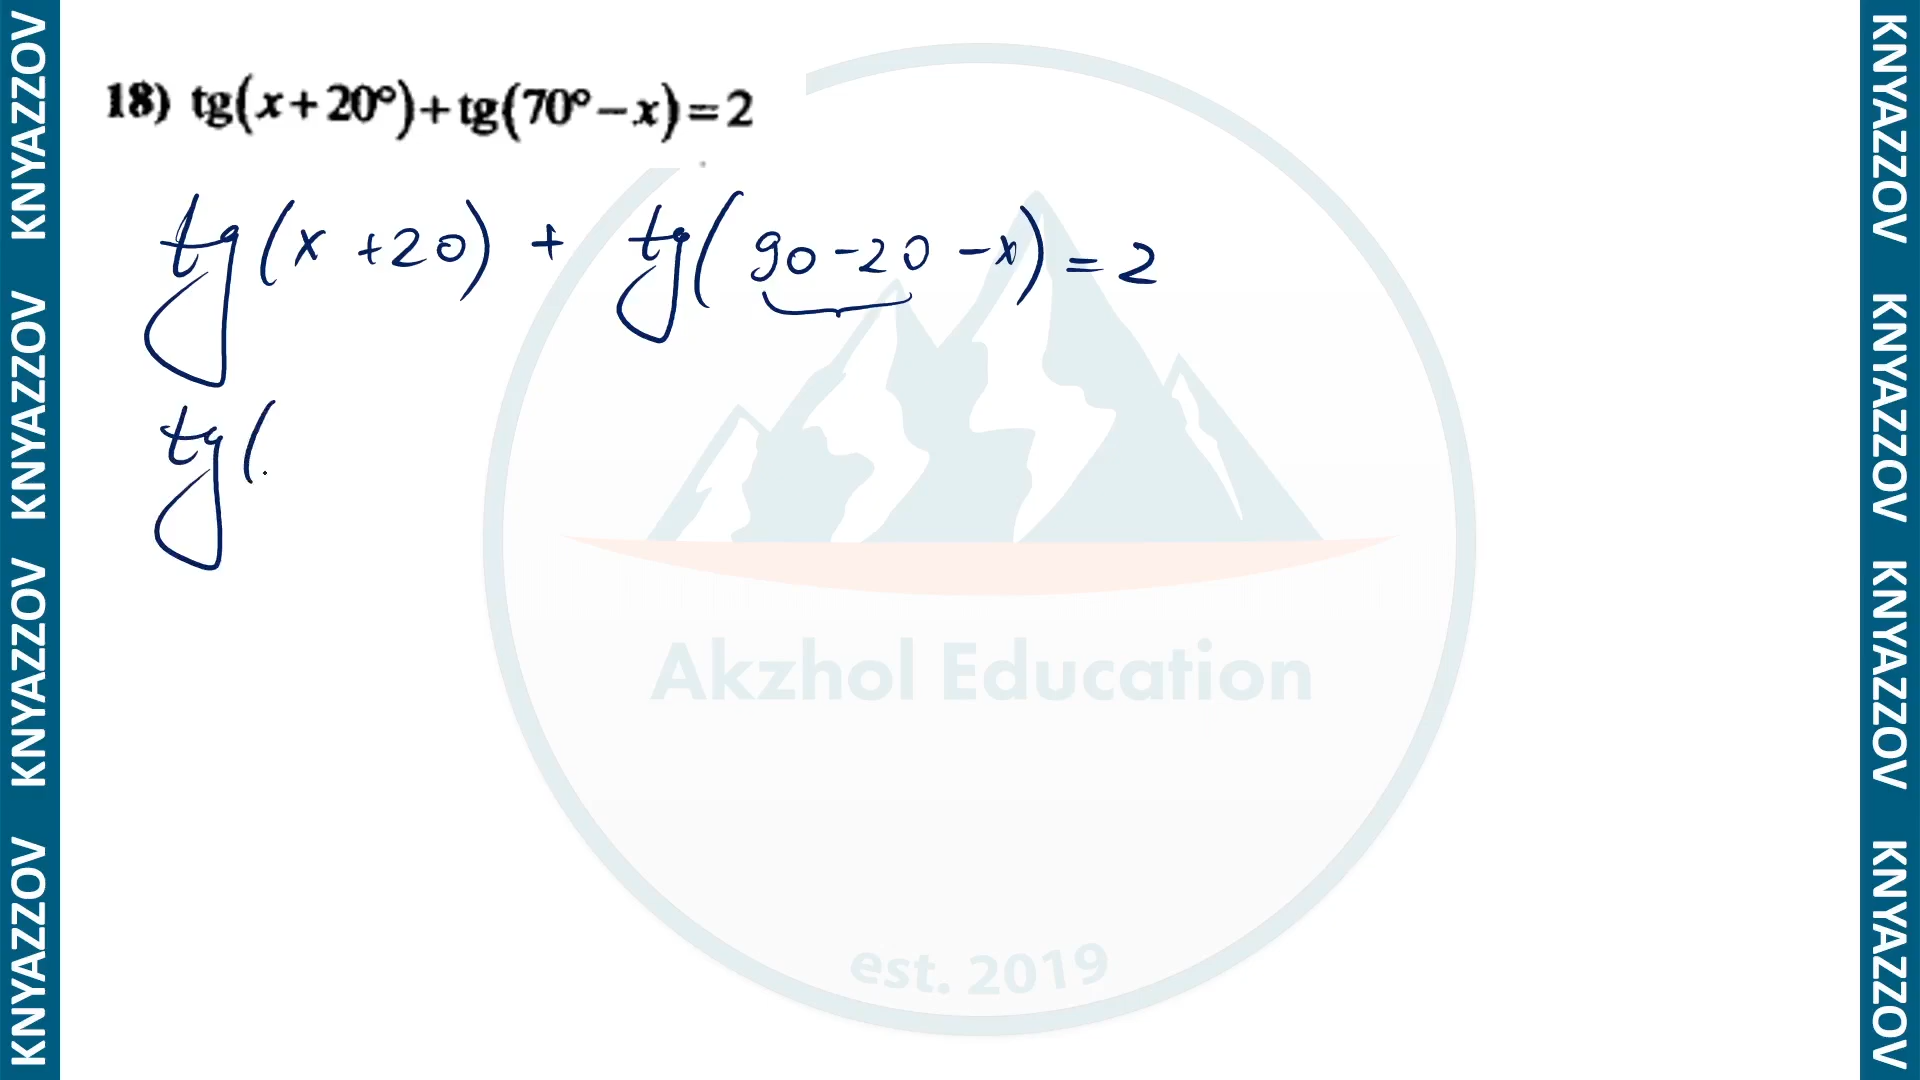 KNYAZZOV KNYAZZOV KNYAZZOV KNYAZZOV
18) tg(x+20°)+tg(70°−x)=2
tg(x +20) + tg(90-20 -x) = 2
tg(
Akzhol Education
est. 2019
KNYAZZOV KNYAZZOV KNYAZZOV KNYAZZOV